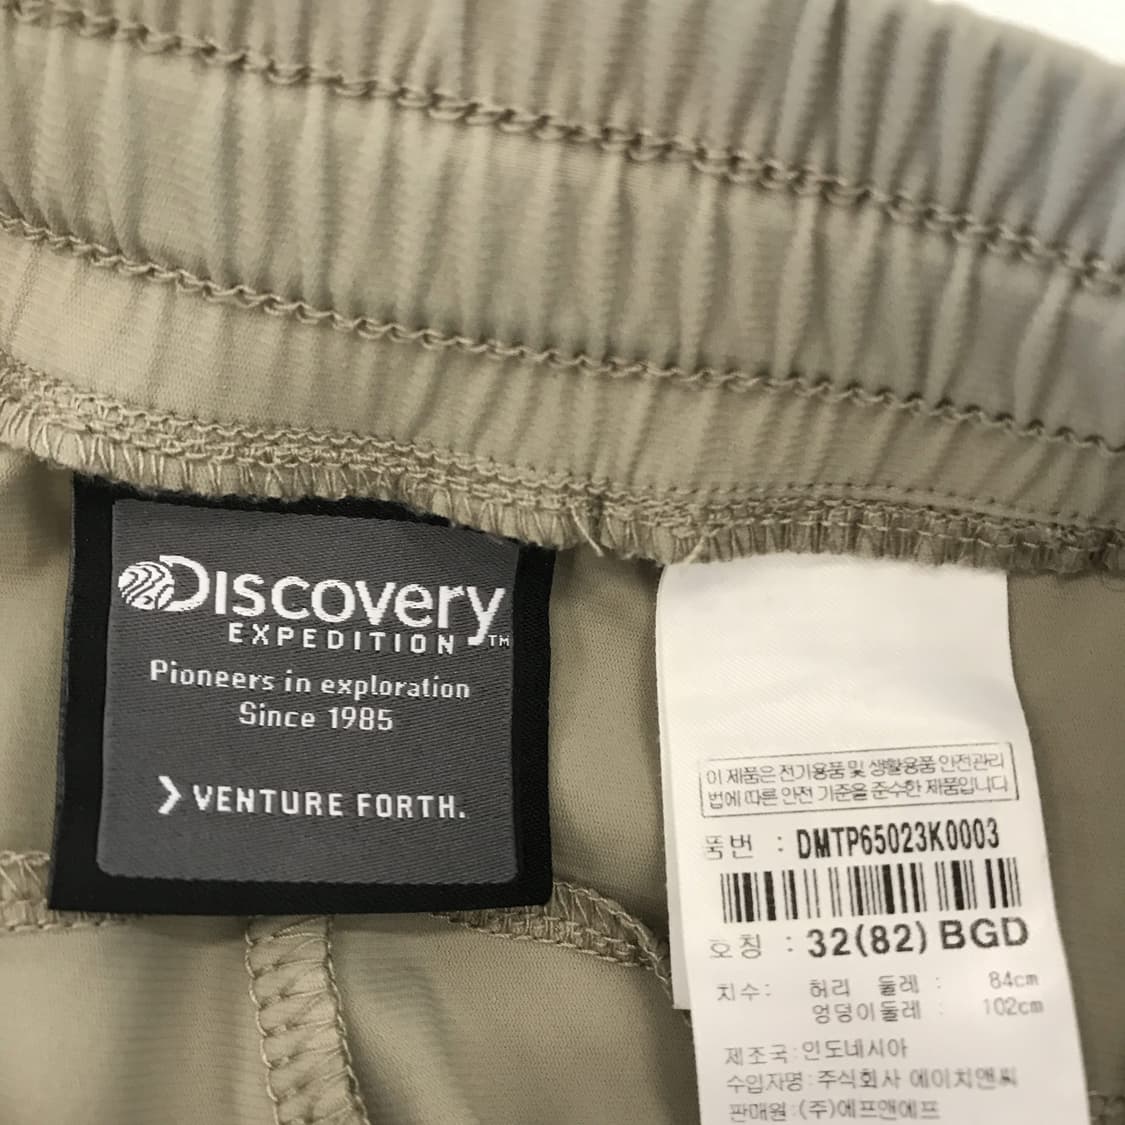 DISCOVERY
EXPEDITION™
Pioneers in exploration
Since 1985
VENTURE FORTH.
이 제품은 전기용품 및 생활용품 안전관리
법에 따른 안전 기준을 준수한 제품입니다
품번 : DMTP65023K0003
호칭 : 32(82) BGD
치수: 허리 둘레 : 84cm
엉덩이둘레 : 102cm
제조국:인도네시아
수입자명:주식회사 에이치앤씨
판매원:(주)에프앤에프